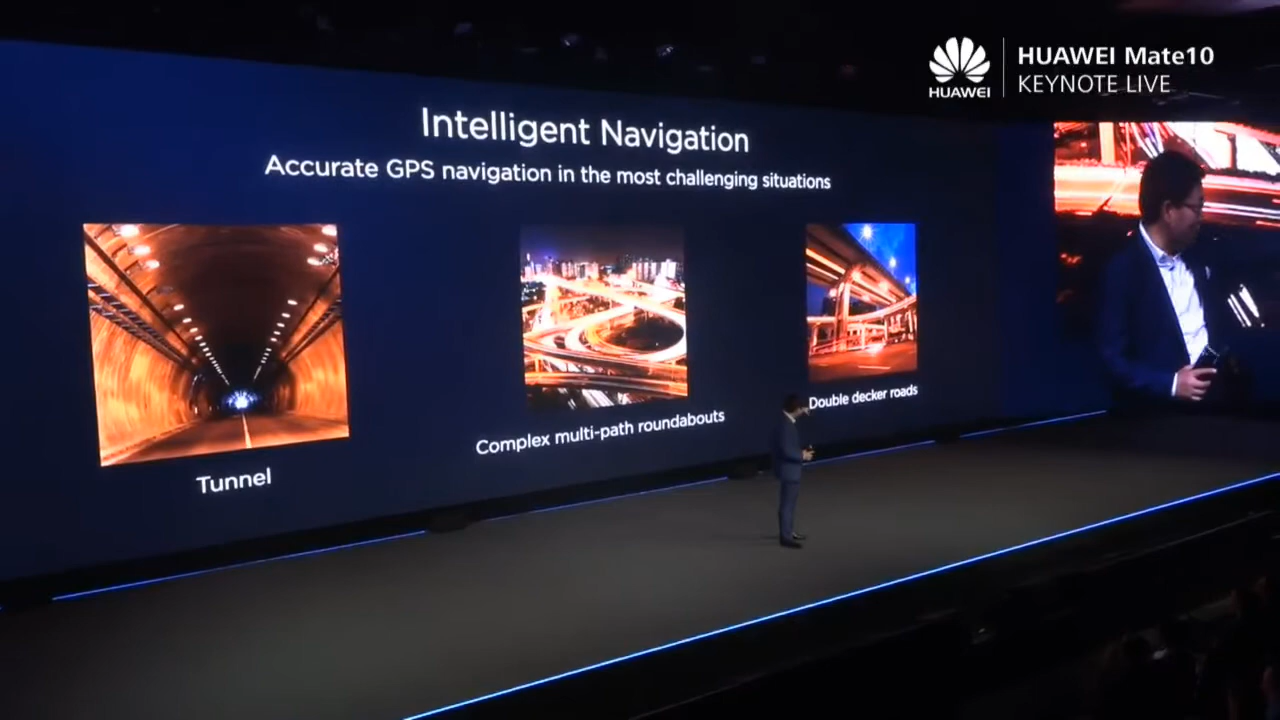 HUAWEI
HUAWEI Mate10
KEYNOTE LIVE
Intelligent Navigation
Accurate GPS navigation in the most challenging situations
Tunnel
Complex multi-path roundabouts
Double decker roads